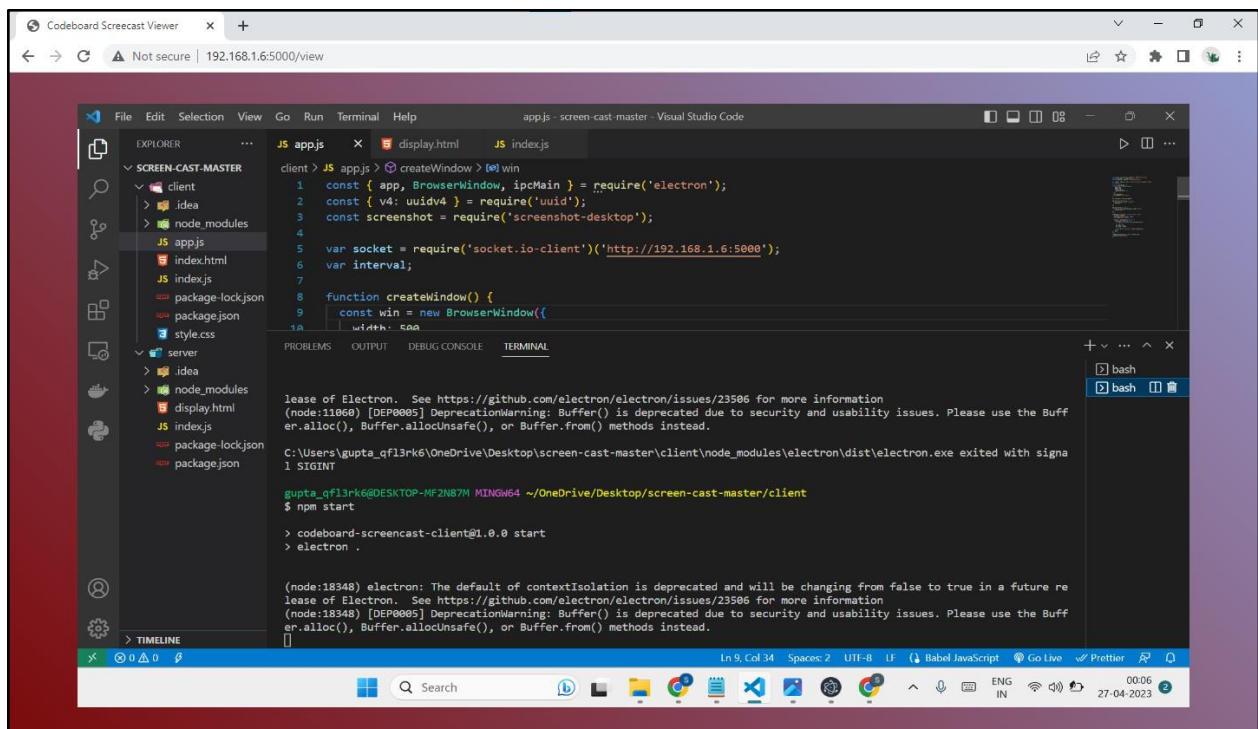 Codeboard Screecast Viewer
Not secure | 192.168.1.6:5000/view
File Edit Selection View Go Run Terminal Help app.js - screen-cast-master - Visual Studio Code
EXPLORER
SCREEN-CAST-MASTER
client
.idea
node_modules
JS app.js
index.html
JS index.js
package-lock.json
package.json
style.css
server
.idea
node_modules
display.html
JS index.js
package-lock.json
package.json
TIMELINE
JS app.js display.html JS index.js
client > JS app.js > createWindow > win
1 const { app, BrowserWindow, ipcMain } = require('electron');
2 const { v4: uuidv4 } = require('uuid');
3 const screenshot = require('screenshot-desktop');
4
5 var socket = require('socket.io-client')('http://192.168.1.6:5000');
6 var interval;
7
8 function createWindow() {
9 const win = new BrowserWindow({
10 width: 500
PROBLEMS OUTPUT DEBUG CONSOLE TERMINAL
bash
bash
lease of Electron. See https://github.com/electron/electron/issues/23506 for more information
(node:11060) [DEP0005] DeprecationWarning: Buffer() is deprecated due to security and usability issues. Please use the Buff
er.alloc(), Buffer.allocUnsafe(), or Buffer.from() methods instead.
C:\Users\gupta_qfl3rk6\OneDrive\Desktop\screen-cast-master\client\node_modules\electron\dist\electron.exe exited with signa
l SIGINT
gupta_qfl3rk6@DESKTOP-MF2N87M MINGW64 ~/OneDrive/Desktop/screen-cast-master/client
$ npm start
> codeboard-screencast-client@1.0.0 start
> electron .
(node:18348) electron: The default of contextIsolation is deprecated and will be changing from false to true in a future re
lease of Electron. See https://github.com/electron/electron/issues/23506 for more information
(node:18348) [DEP0005] DeprecationWarning: Buffer() is deprecated due to security and usability issues. Please use the Buff
er.alloc(), Buffer.allocUnsafe(), or Buffer.from() methods instead.
0 0 Ln 9, Col 34 Spaces: 2 UTF-8 LF Babel JavaScript Go Live Prettier
Search ENG 00:06
IN 27-04-2023 2